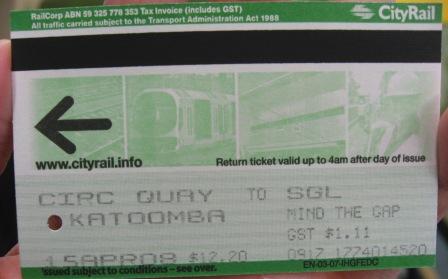 RailCorp ABN 59 325 778 353 Tax Invoice (includes GST)
All traffic carried subject to the Transport Administration Act 1988
CityRail
www.cityrail.info
Return ticket valid up to 4am after day of issue
CIRC QUAY TO SGL
KATOOMBA MIND THE GAP
GST $1.11
15APR08 $12.20 0917 1774014520
Issued subject to conditions – see over.
EN-03-07-IHGFEDC